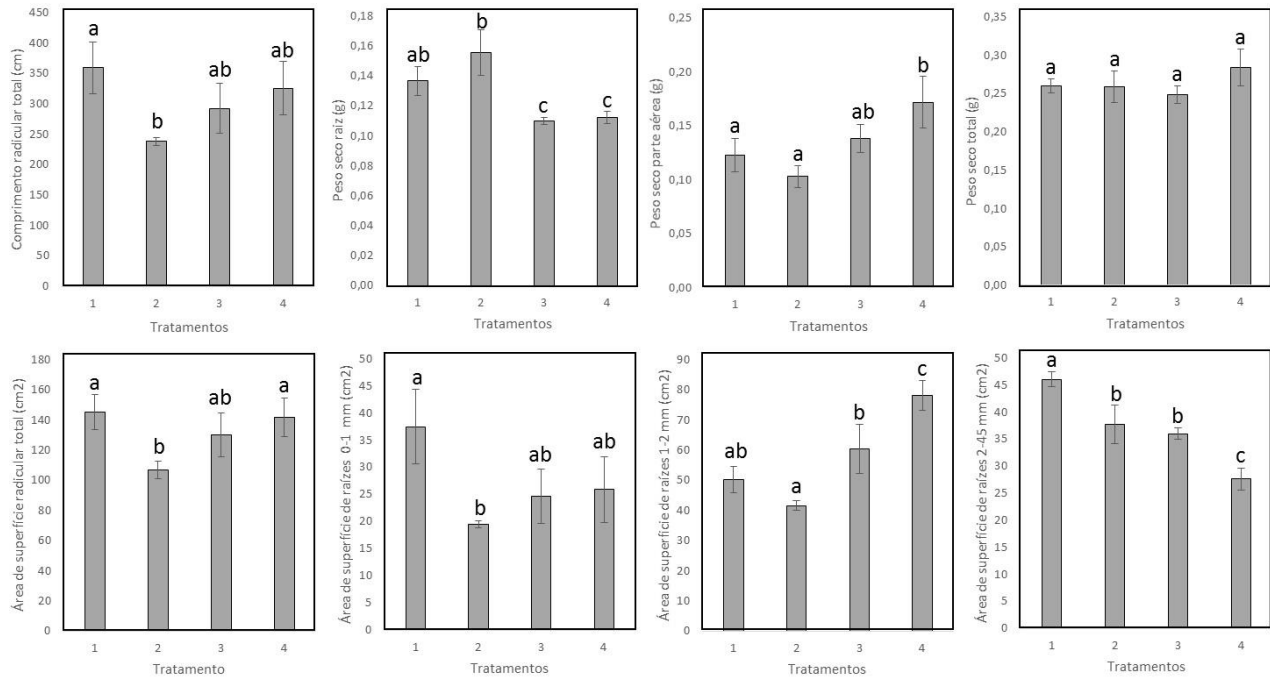 Comprimento radicular total (cm)
450
400
350
300
250
200
150
100
50
0
a
b
ab
ab
1 2 3 4
Tratamentos
Peso seco raiz (g)
0,18
0,16
0,14
0,12
0,10
0,08
0,06
0,04
0,02
0,00
ab
b
c
c
1 2 3 4
Tratamentos
Peso seco parte aérea (g)
0,25
0,20
0,15
0,10
0,05
0,00
a
a
ab
b
1 2 3 4
Tratamentos
Peso seco total (g)
0,35
0,30
0,25
0,20
0,15
0,10
0,05
0,00
a
a
a
a
1 2 3 4
Tratamentos
Área de superfície radicular total (cm2)
180
160
140
120
100
80
60
40
20
0
a
b
ab
a
1 2 3 4
Tratamento
Área de superfície de raízes 0-1 mm (cm2)
50
45
40
35
30
25
20
15
10
5
0
a
b
ab
ab
1 2 3 4
Tratamentos
Área de superfície de raízes 1-2 mm (cm2)
90
80
70
60
50
40
30
20
10
0
ab
a
b
c
1 2 3 4
Tratamentos
Área de superfície de raízes 2-45 mm (cm2)
50
45
40
35
30
25
20
15
10
5
0
a
b
b
c
1 2 3 4
Tratamentos